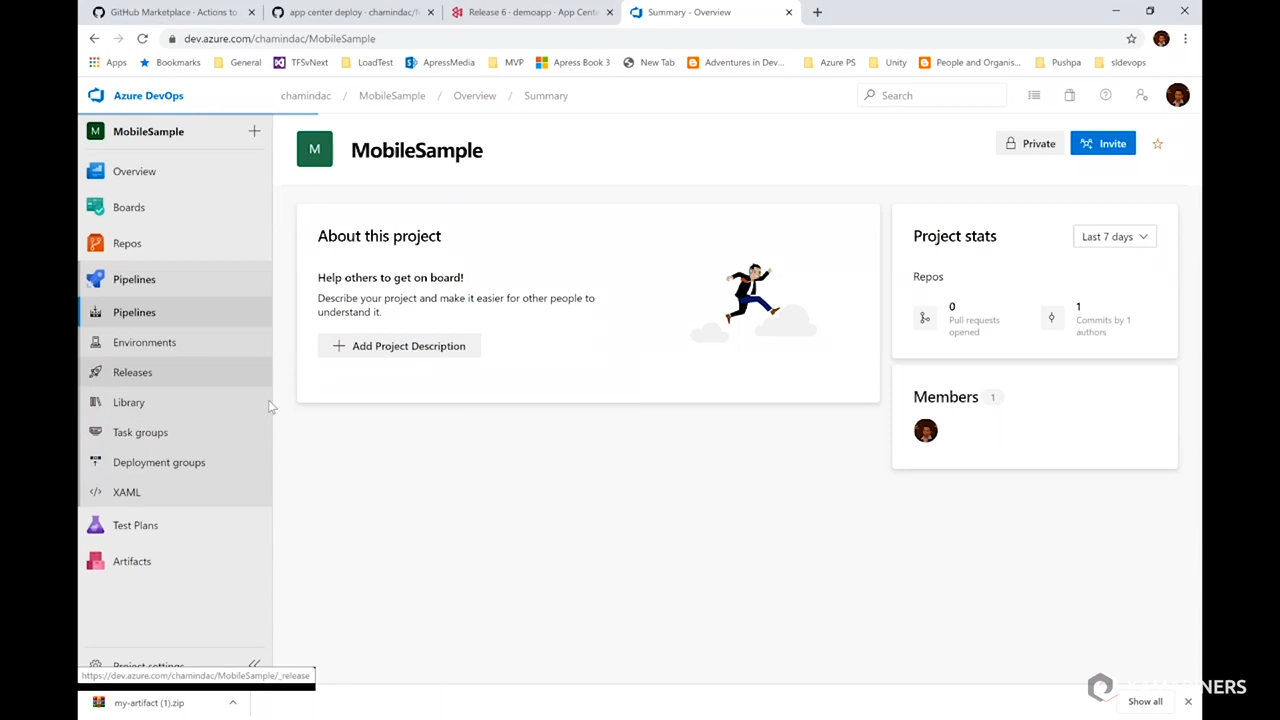 GitHub Marketplace · Actions to
app center deploy · chamindac/
Release 6 · demoapp · App Cente
Summary - Overview
dev.azure.com/chamindac/MobileSample
Apps
Bookmarks
General
TFSvNext
LoadTest
ApressMedia
MVP
Apress Book 3
New Tab
Adventures in Dev...
Azure PS
Unity
People and Organis...
Pushpa
sldevops
Azure DevOps
chamindac / MobileSample / Overview / Summary
Search
M MobileSample
Overview
Boards
Repos
Pipelines
Pipelines
Environments
Releases
Library
Task groups
Deployment groups
XAML
Test Plans
Artifacts
Project settings
M MobileSample
Private
Invite
About this project
Help others to get on board!
Describe your project and make it easier for other people to
understand it.
Add Project Description
Project stats
Last 7 days
Repos
0
Pull requests
opened
1
Commits by 1
authors
Members 1
https://dev.azure.com/chamindac/MobileSample/_release
my-artifact (1).zip
Show all